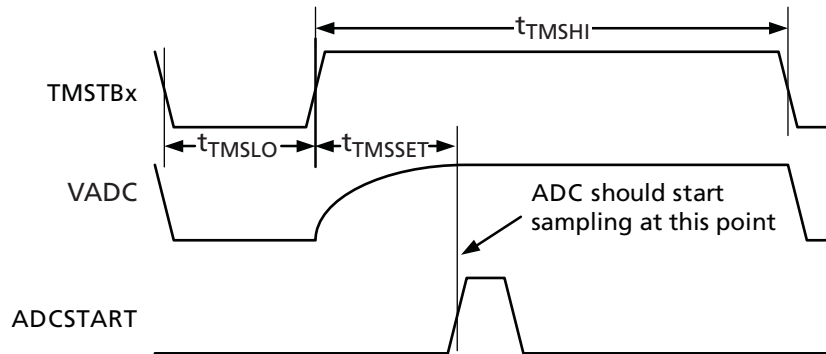 tTMSHI
TMSTBx
tTMSLO
tTMSSET
VADC
ADC should start
sampling at this point
ADCSTART